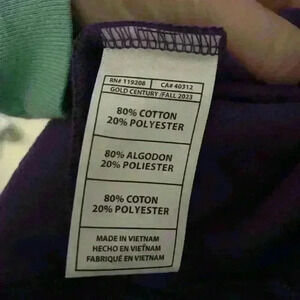 RN# 119208 CA# 40312
GOLD CENTURY /FALL 2023
80% COTTON
20% POLYESTER
80% ALGODON
20% POLIESTER
80% COTON
20% POLYESTER
MADE IN VIETNAM
HECHO EN VIETNAM
FABRIQUÉ EN VIETNAM